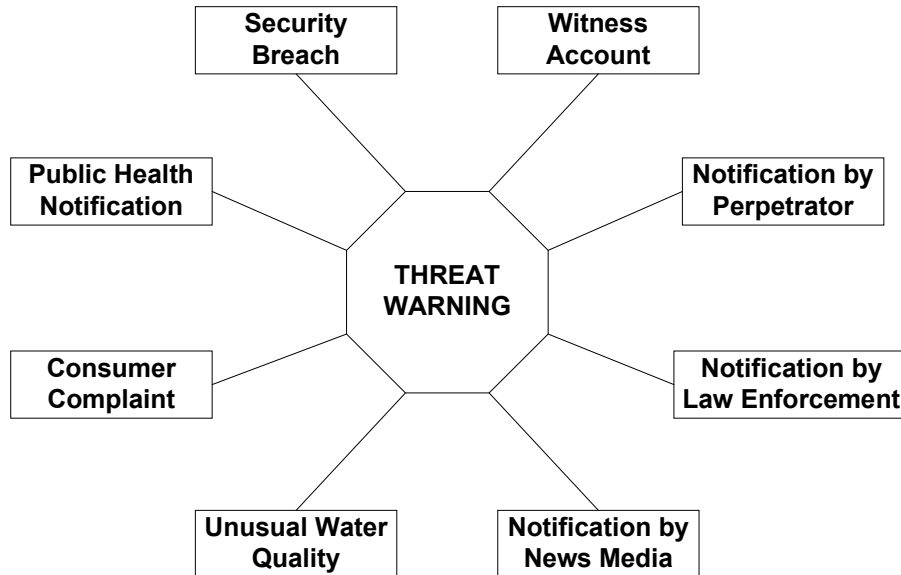 Security
Breach
Witness
Account
Public Health
Notification
Notification by
Perpetrator
THREAT
WARNING
Consumer
Complaint
Notification by
Law Enforcement
Unusual Water
Quality
Notification by
News Media